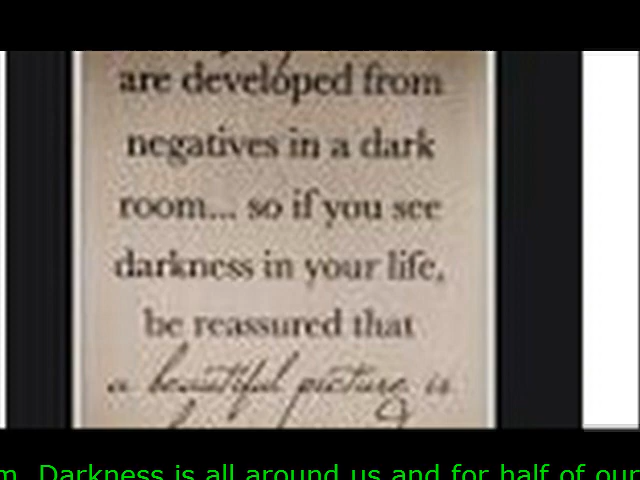 are developed from
negatives in a dark
room... so if you see
darkness in your life,
be reassured that
a beautiful picture is
m. Darkness is all around us and for half of our